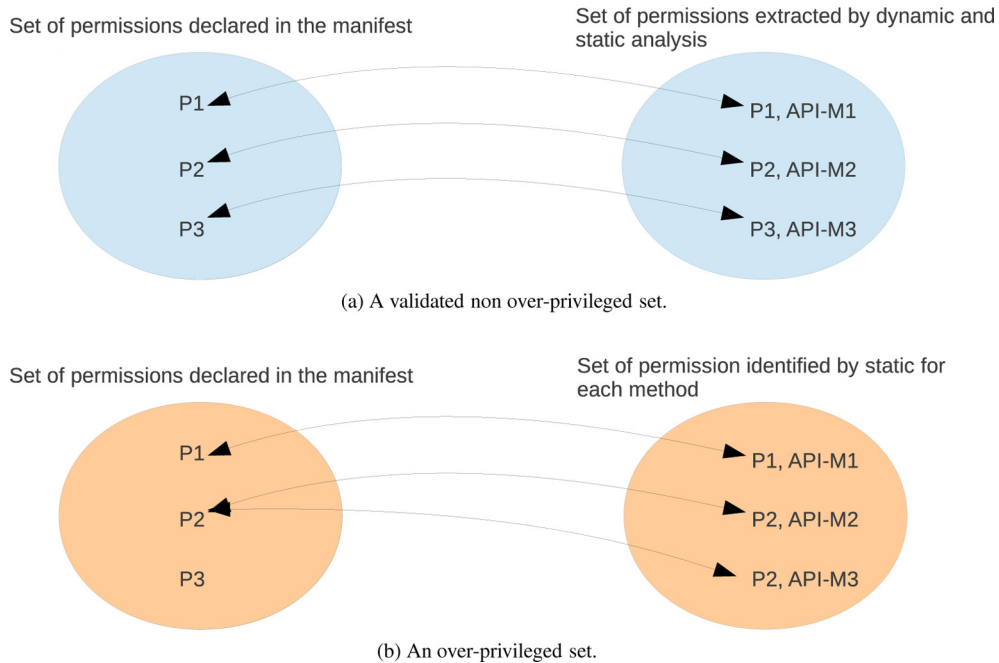 Set of permissions declared in the manifest
Set of permissions extracted by dynamic and
static analysis
P1
P1, API-M1
P2
P2, API-M2
P3
P3, API-M3
(a) A validated non over-privileged set.
Set of permissions declared in the manifest
Set of permission identified by static for
each method
P1
P1, API-M1
P2
P2, API-M2
P3
P2, API-M3
(b) An over-privileged set.